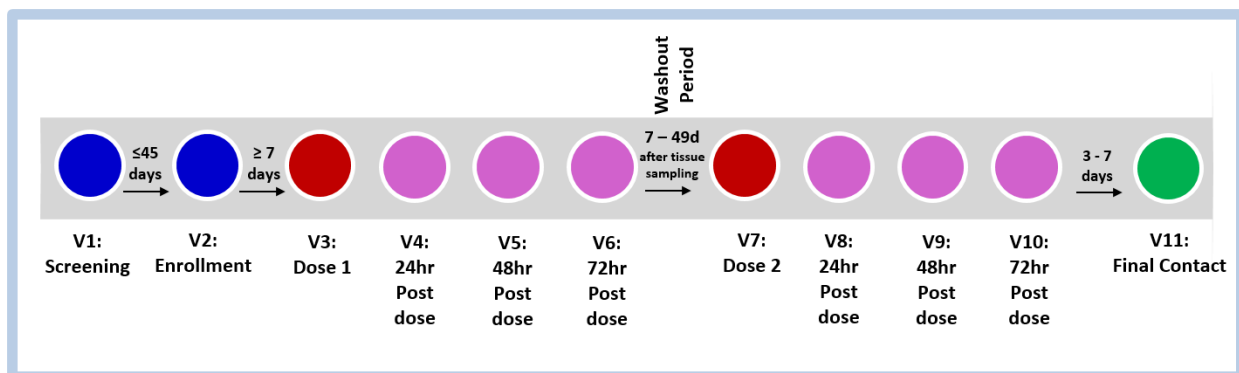 Washout
Period
≤45
days
≥ 7
days
7 – 49d
after tissue
sampling
3 - 7
days
V1:
Screening
V2:
Enrollment
V3:
Dose 1
V4:
24hr
Post
dose
V5:
48hr
Post
dose
V6:
72hr
Post
dose
V7:
Dose 2
V8:
24hr
Post
dose
V9:
48hr
Post
dose
V10:
72hr
Post
dose
V11:
Final Contact